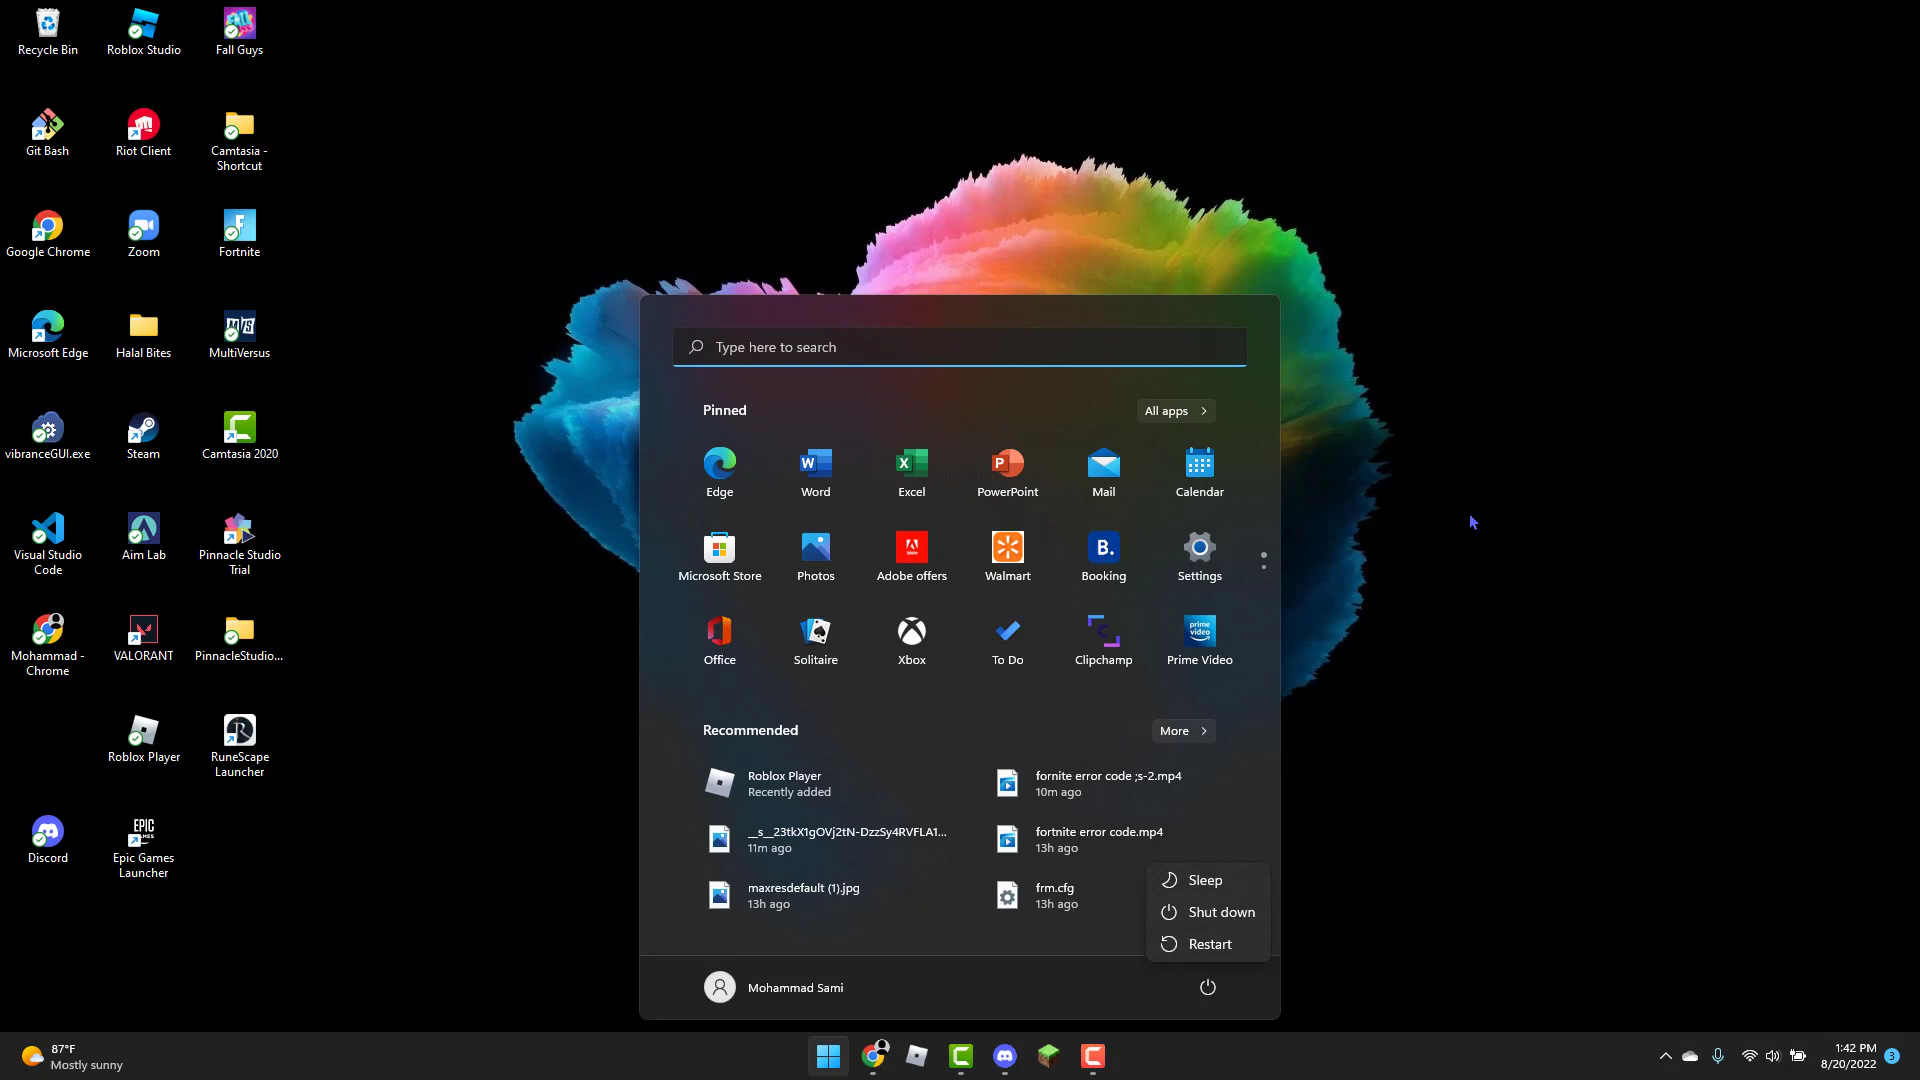 Recycle Bin
Roblox Studio
Fall Guys
Git Bash
Riot Client
Camtasia -
Shortcut
Google Chrome
Zoom
Fortnite
Microsoft Edge
Halal Bites
MultiVersus
vibranceGUI.exe
Steam
Camtasia 2020
Visual Studio
Code
Aim Lab
Pinnacle Studio
Trial
Mohammad -
Chrome
VALORANT
PinnacleStudio...
Roblox Player
RuneScape
Launcher
Discord
Epic Games
Launcher
Type here to search
Pinned
All apps
Edge
Word
Excel
PowerPoint
Mail
Calendar
Microsoft Store
Photos
Adobe offers
Walmart
Booking
Settings
Office
Solitaire
Xbox
To Do
Clipchamp
Prime Video
Recommended
More
Roblox Player
Recently added
fornite error code ;s-2.mp4
10m ago
__s__23tkX1gOVj2tN-DzzSy4RVFLA1...
11m ago
fortnite error code.mp4
13h ago
maxresdefault (1).jpg
13h ago
frm.cfg
13h ago
Sleep
Shut down
Restart
Mohammad Sami
87°F
Mostly sunny
1:42 PM
8/20/2022
3